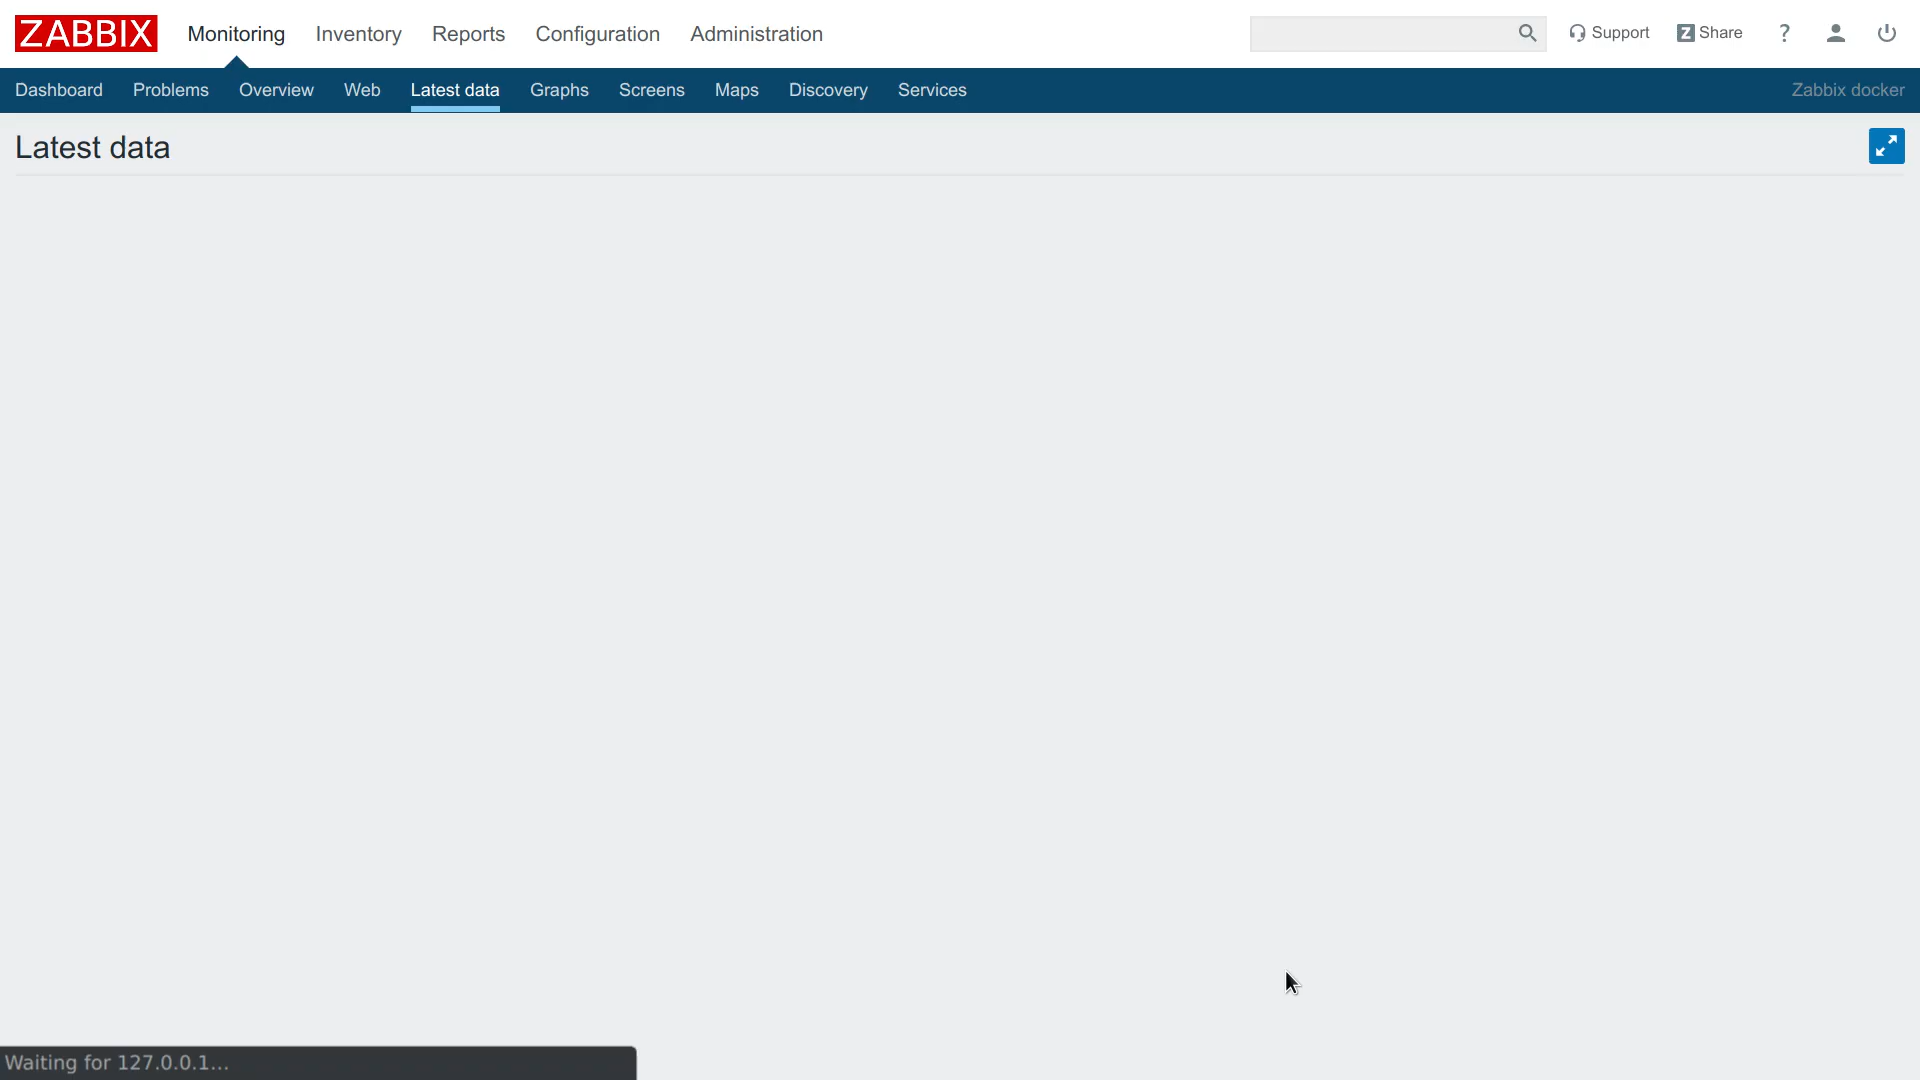 ZABBIX Monitoring Inventory Reports Configuration Administration Support Z Share ?
Dashboard Problems Overview Web Latest data Graphs Screens Maps Discovery Services Zabbix docker
Latest data
Waiting for 127.0.0.1...